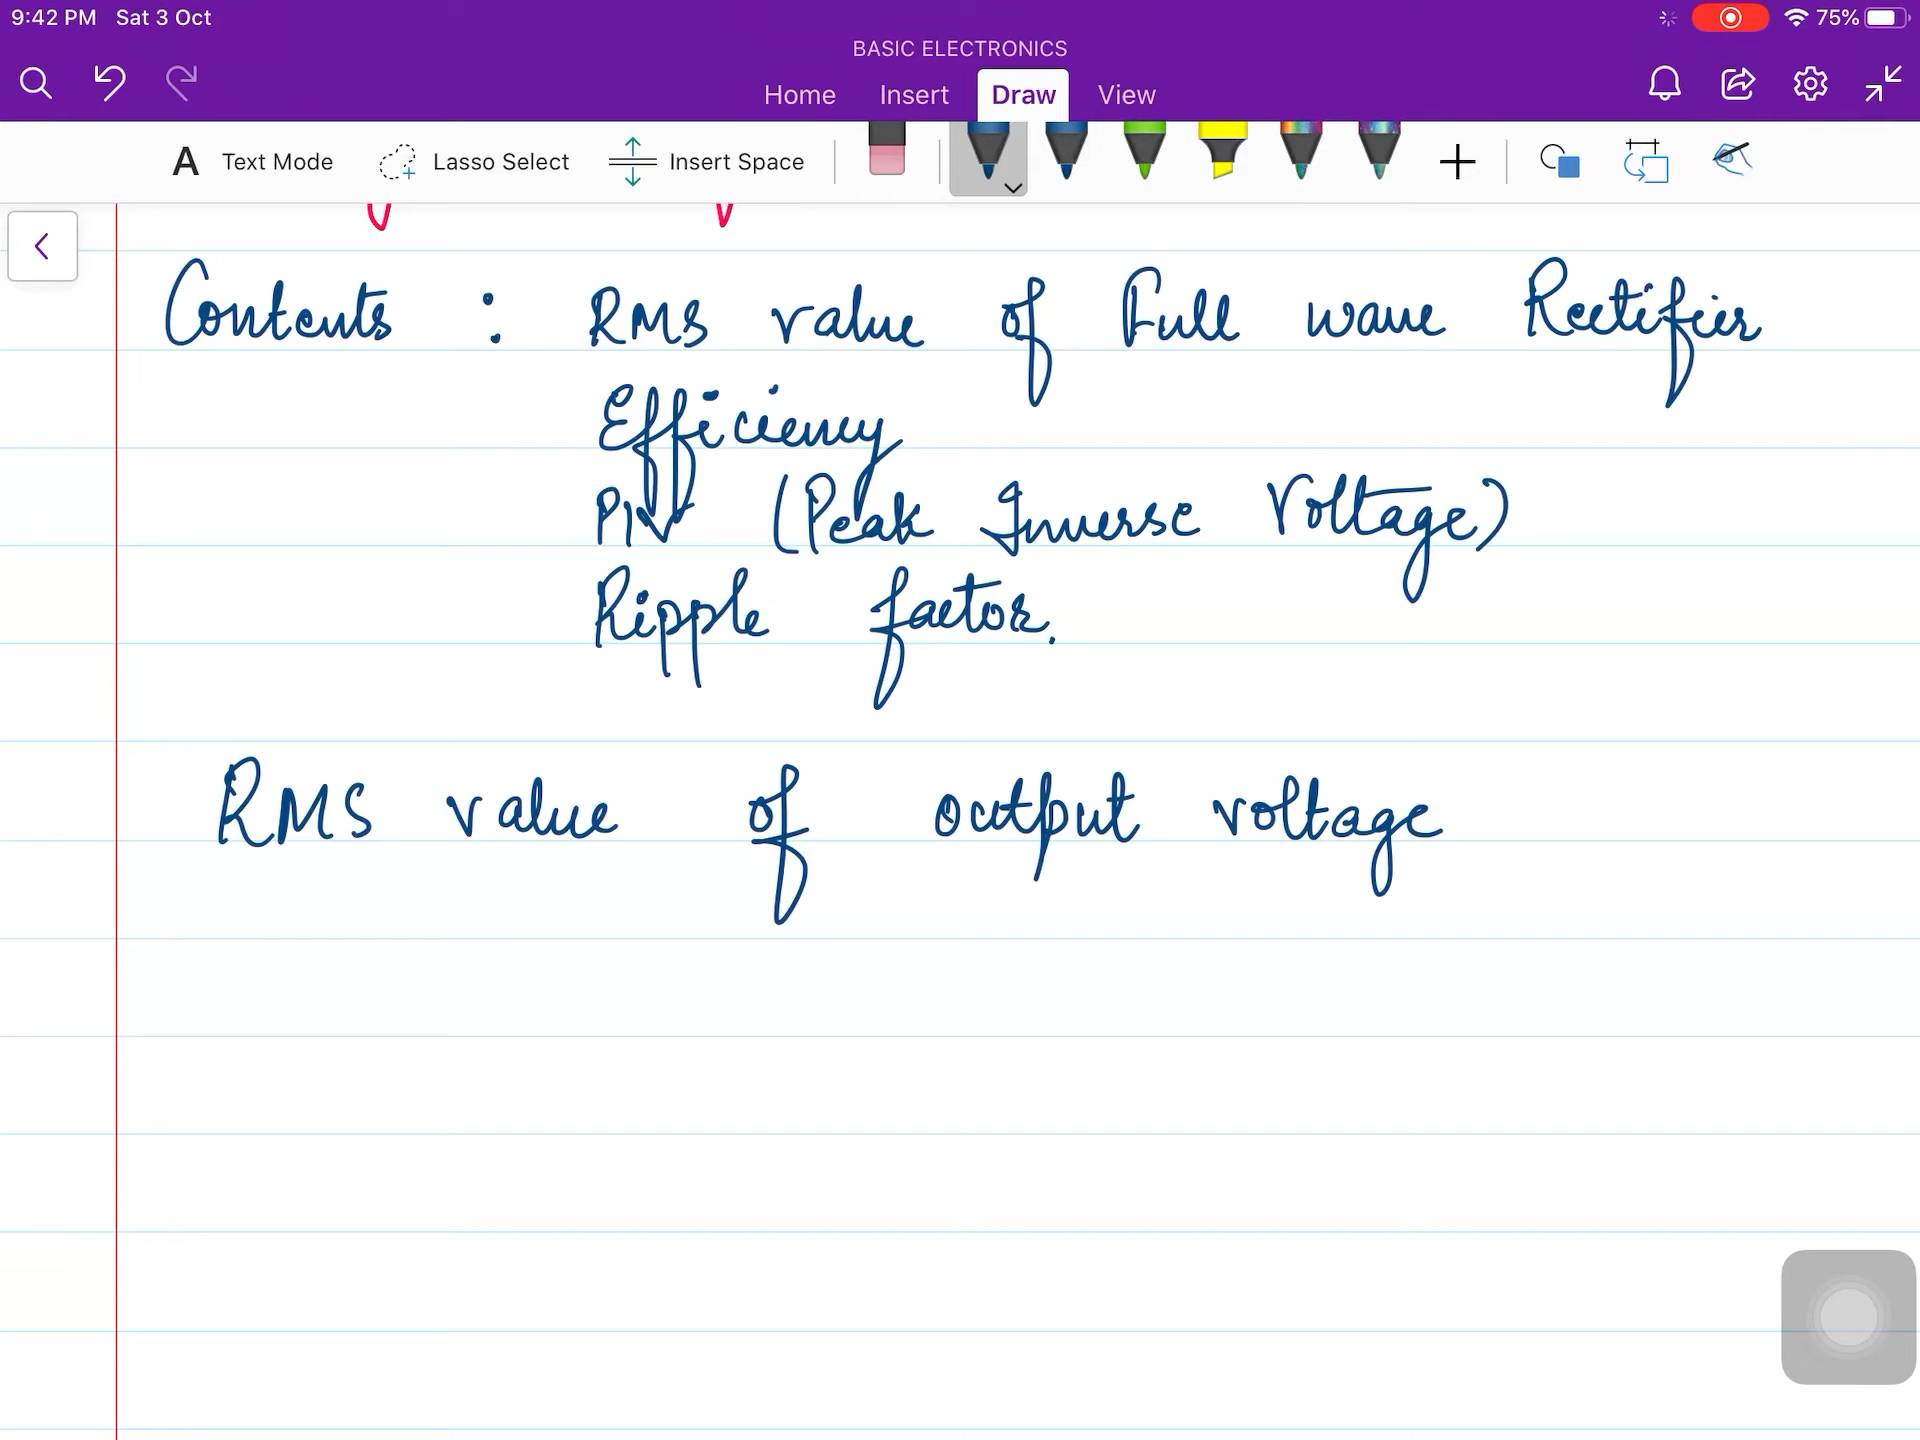 9:42 PM Sat 3 Oct 75%
BASIC ELECTRONICS
Home Insert Draw View
A Text Mode Lasso Select Insert Space
Contents : RMS value of Full wave Rectifier
Efficiency
PIV (Peak Inverse Voltage)
Ripple factor.
RMS value of output voltage